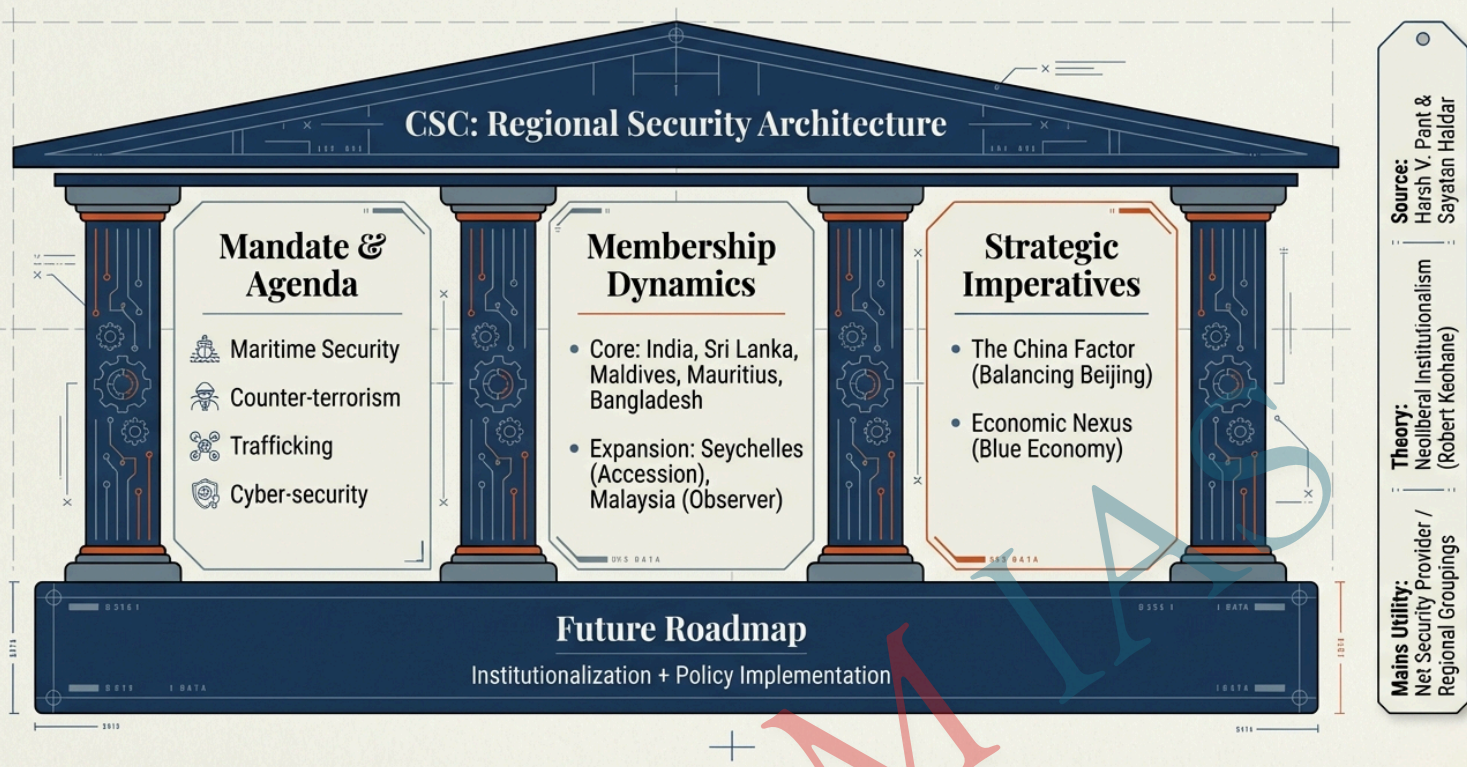 CSC: Regional Security Architecture
Mandate &
Agenda
Maritime Security
Counter-terrorism
Trafficking
Cyber-security
Membership
Dynamics
Core: India, Sri Lanka,
Maldives, Mauritius,
Bangladesh
Expansion: Seychelles
(Accession),
Malaysia (Observer)
Strategic
Imperatives
The China Factor
(Balancing Beijing)
Economic Nexus
(Blue Economy)
Future Roadmap
Institutionalization + Policy Implementation
Source:
Harsh V. Pant &
Sayatan Haldar
Theory:
Neoliberal Institutionalism
(Robert Keohane)
Mains Utility:
Net Security Provider /
Regional Groupings
M IAS